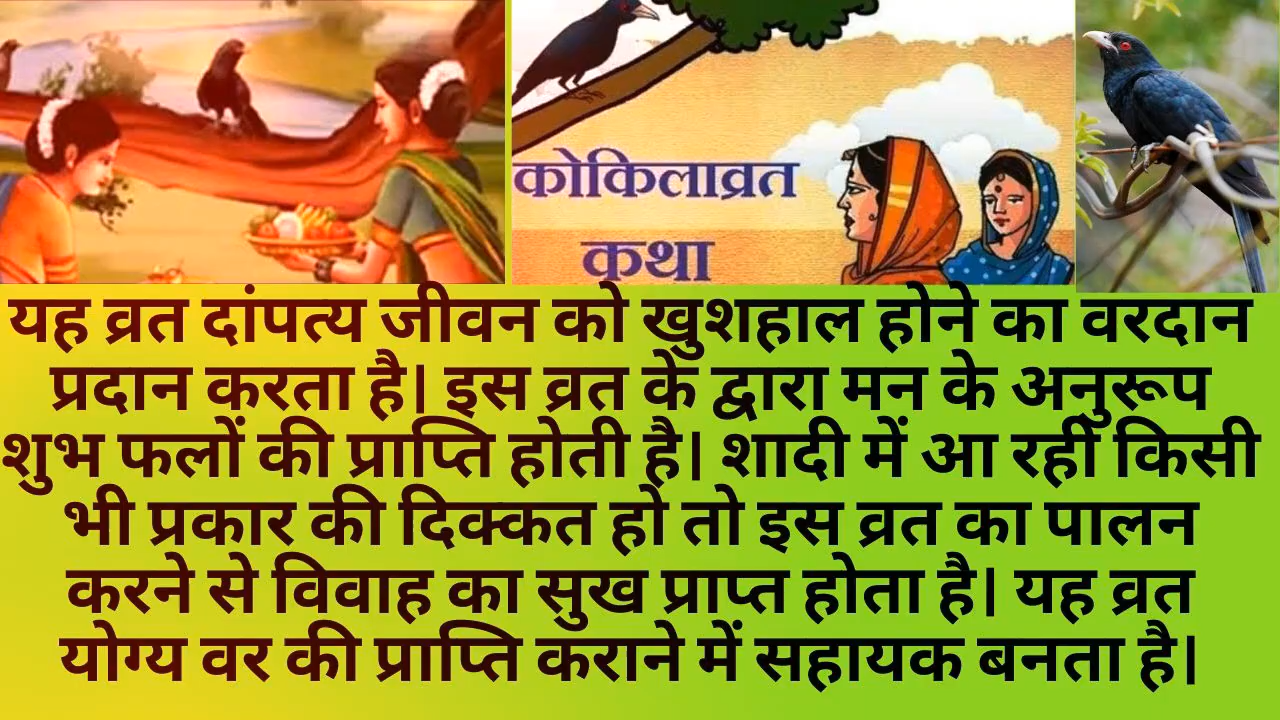 कोकिलाव्रत
कथा
यह व्रत दांपत्य जीवन को खुशहाल होने का वरदान
प्रदान करता है। इस व्रत के द्वारा मन के अनुरूप
शुभ फलों की प्राप्ति होती है। शादी में आ रही किसी
भी प्रकार की दिक्कत हो तो इस व्रत का पालन
करने से विवाह का सुख प्राप्त होता है। यह व्रत
योग्य वर की प्राप्ति कराने में सहायक बनता है।